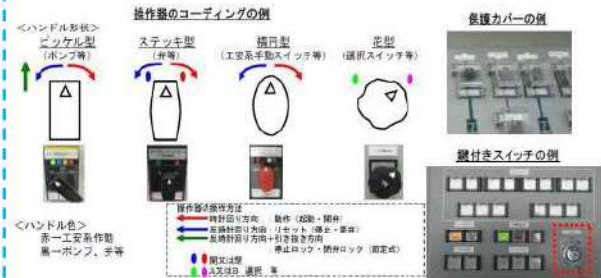 操作器のコーディングの例
保護カバーの例
＜ハンドル形状＞
ピッケル型
(ポンプ等)
ステッキ型
(弁等)
楕円型
(工安系手動スイッチ等)
花型
(選択スイッチ等)
鍵付きスイッチの例
＜ハンドル色＞
赤―工安系作動
黒―ポンプ、弁等
操作器の操作方法
時計回り方向 :動作（起動・開弁）
反時計回り方向:リセット（停止・閉弁）
反時計回り方向+引き抜き方向
:停止ロック・閉弁ロック（固定式）
開又は閉
A又はB 選択 等